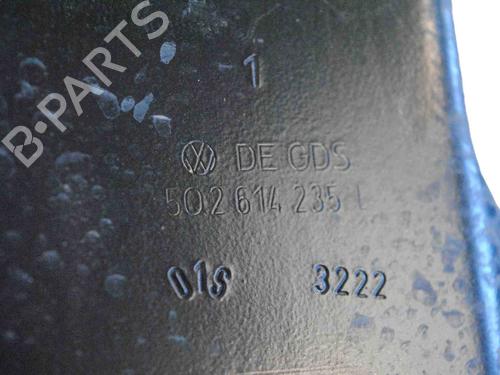 B-PARTS
1
DE GDS
5Q2 614 235 L
01S 3222